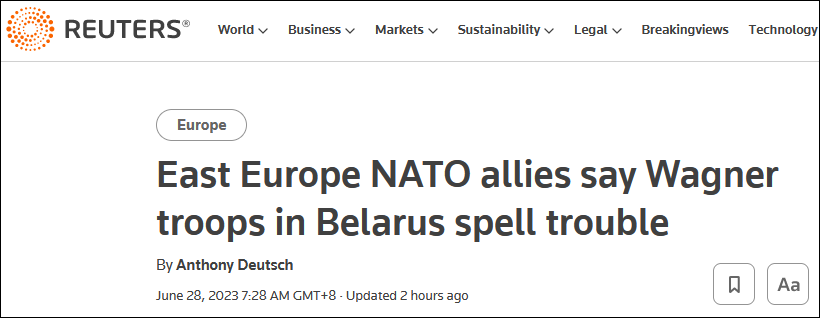 REUTERS® World Business Markets Sustainability Legal Breakingviews Technology
Europe
East Europe NATO allies say Wagner
troops in Belarus spell trouble
By Anthony Deutsch
June 28, 2023 7:28 AM GMT+8 · Updated 2 hours ago
Aa